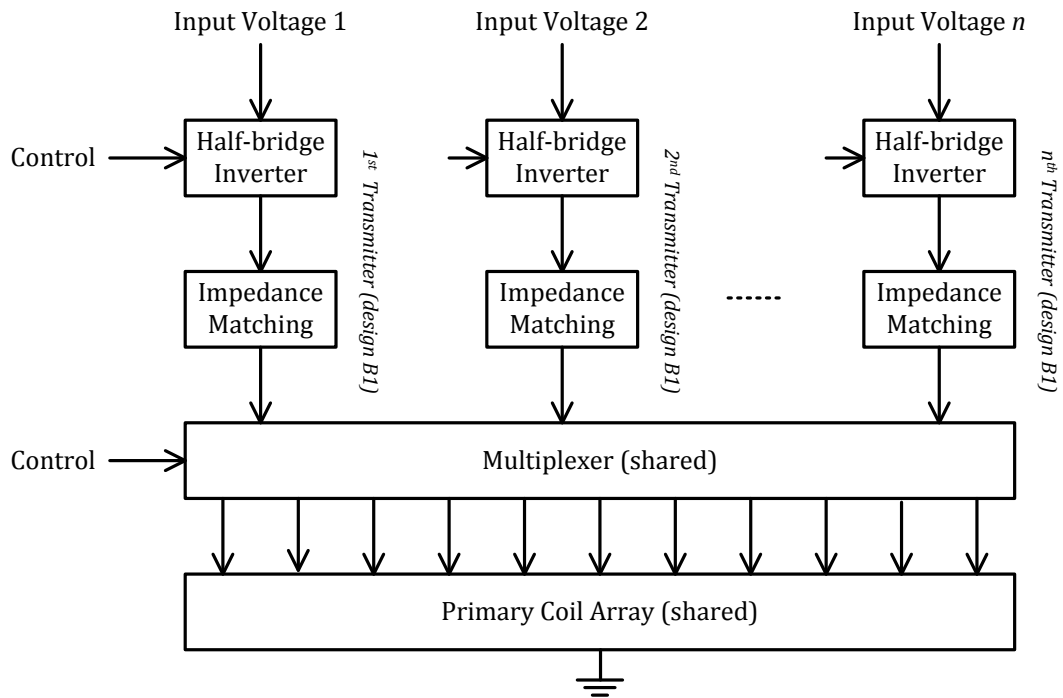 Input Voltage 1
Input Voltage 2
Input Voltage n
Control
Half-bridge
Inverter
1st Transmitter (design B1)
Half-bridge
Inverter
2nd Transmitter (design B1)
Half-bridge
Inverter
nth Transmitter (design B1)
Impedance
Matching
Impedance
Matching
Impedance
Matching
Control
Multiplexer (shared)
Primary Coil Array (shared)